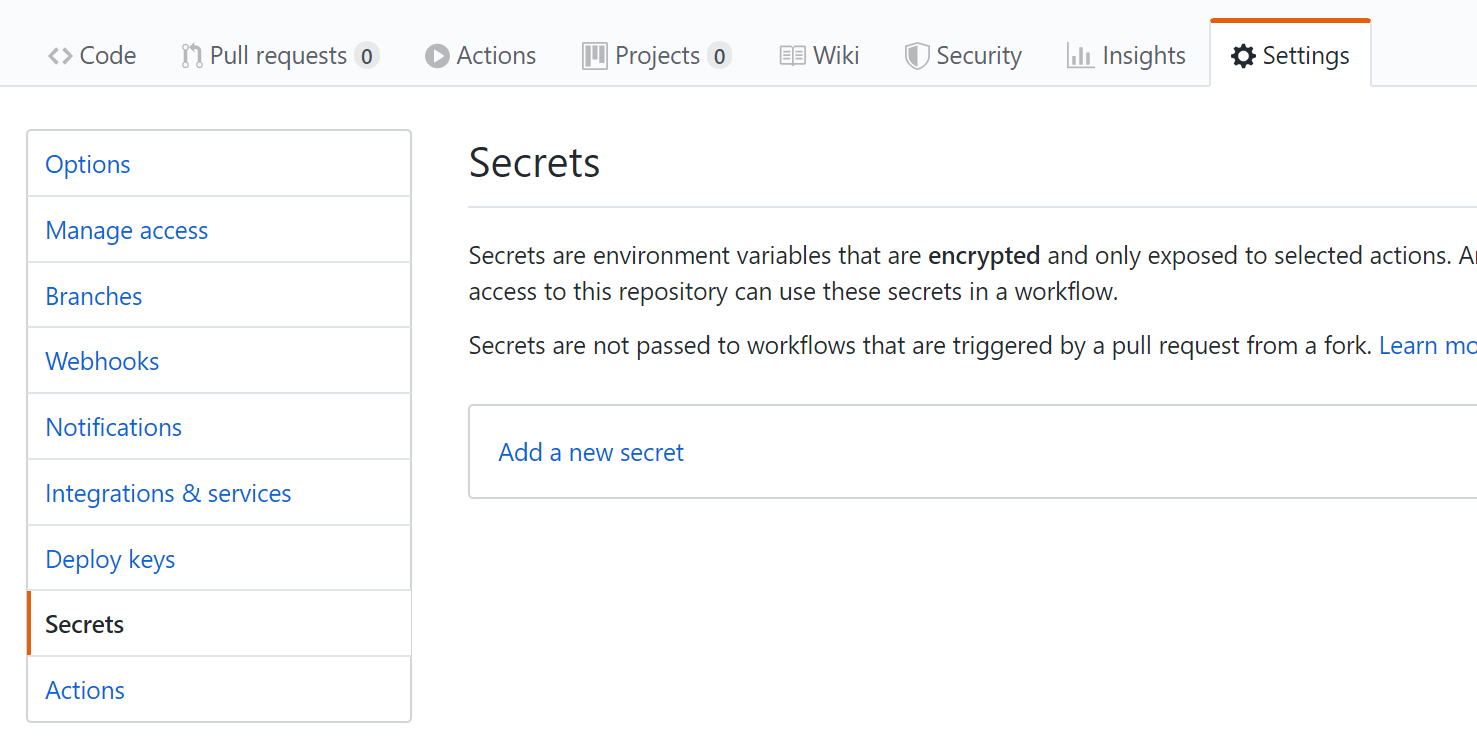 Code Pull requests 0 Actions Projects 0 Wiki Security Insights Settings
Options
Manage access
Branches
Webhooks
Notifications
Integrations & services
Deploy keys
Secrets
Actions
Secrets
Secrets are environment variables that are encrypted and only exposed to selected actions.
access to this repository can use these secrets in a workflow.
Secrets are not passed to workflows that are triggered by a pull request from a fork. Learn
Add a new secret